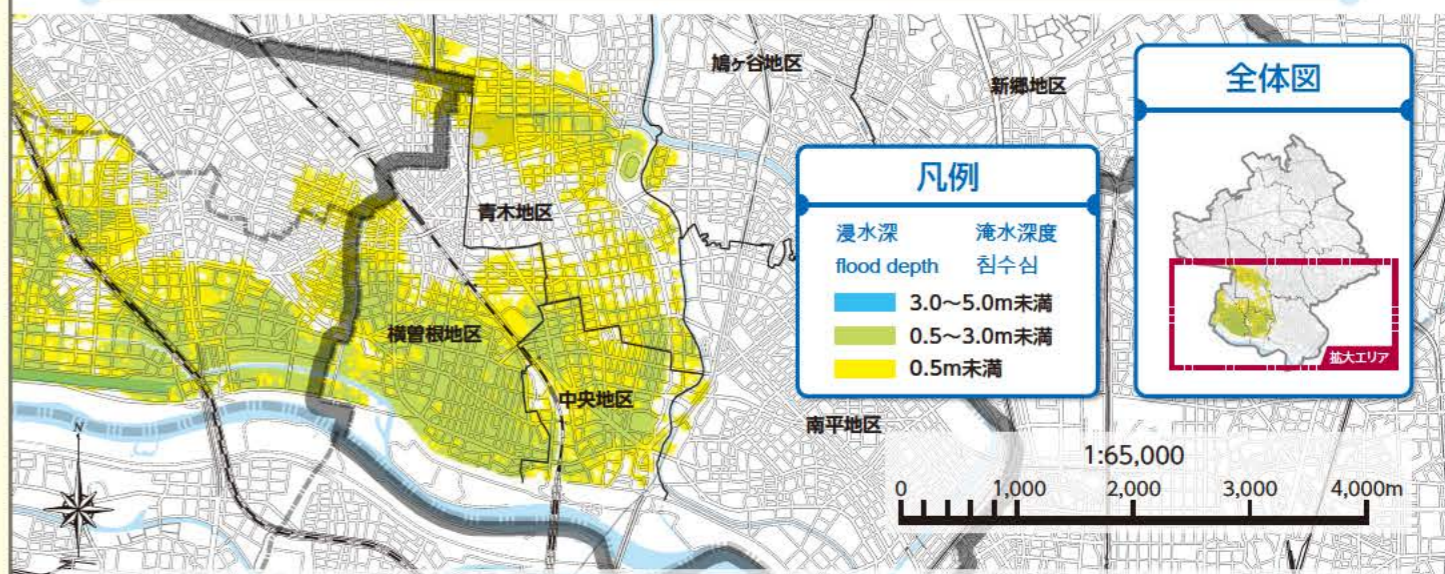 鳩ヶ谷地区
新郷地区
全体図
凡例
青木地区
浸水深 淹水深度
flood depth 침수심
3.0～5.0m未満
横曽根地区
0.5～3.0m未満
0.5m未満
拡大エリア
中央地区
南平地区
N
1:65,000
0 1,000 2,000 3,000 4,000m